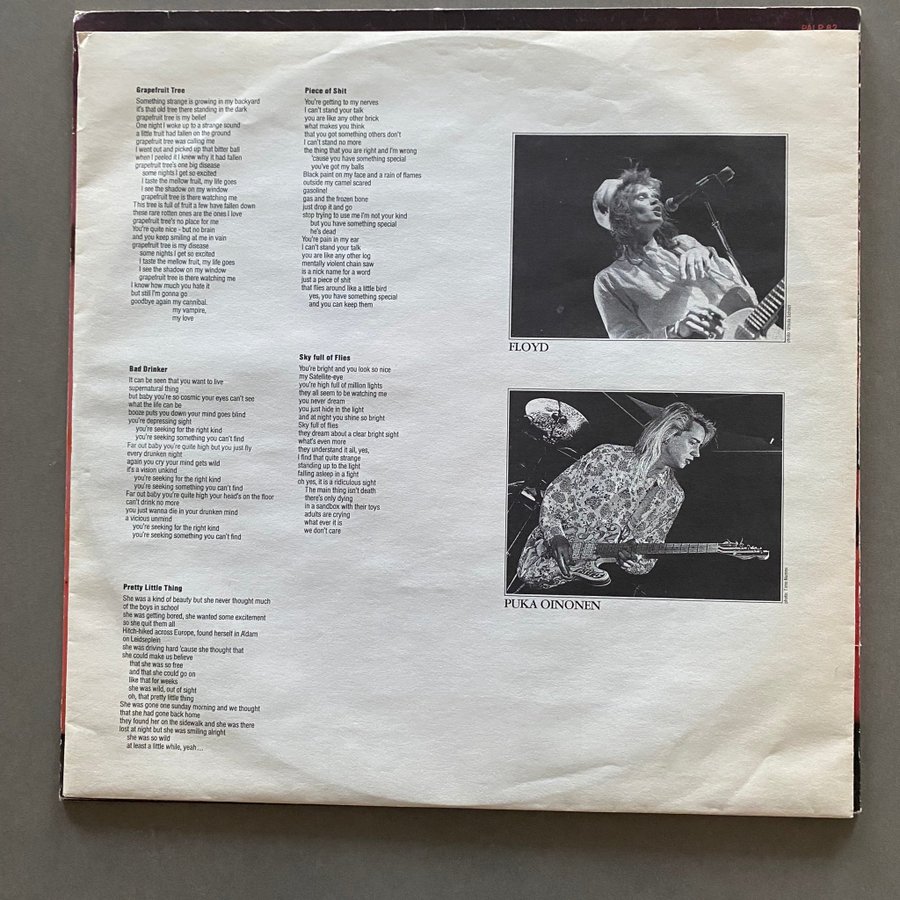 PALP 82
Grapefruit Tree
Something strange is growing in my backyard
it's that old tree there standing in the dark
grapefruit tree is my belief
One night I woke up to a strange sound
a little fruit had fallen on the ground
grapefruit tree was calling me
I went out and picked up that bitter ball
when I peeled it I knew why it had fallen
grapefruit tree's one big disease
some nights I get so excited
I taste the mellow fruit, my life goes
I see the shadow on my window
grapefruit tree is there watching me
This tree is full of fruit a few have fallen down
these rare rotten ones are the ones I love
grapefruit tree's no place for me
You're quite nice - but no brain
and you keep smiling at me in vain
grapefruit tree is my disease
some nights I get so excited
I taste the mellow fruit, my life goes
I see the shadow on my window
grapefruit tree is there watching me
I know how much you hate it
but still I'm gonna go
goodbye again my cannibal.
my vampire,
my love
Piece of Shit
You're getting to my nerves
I can't stand your talk
you are like any other brick
what makes you think
that you got something others don't
I can't stand no more
the thing that you are right and I'm wrong
'cause you have something special
you've got my balls
Black paint on my face and a rain of flames
outside my camel scared
gasoline!
gas and the frozen bone
just drop it and go
stop trying to use me I'm not your kind
but you have something special
he's dead
You're pain in my ear
I can't stand your talk
you are like any other log
mentally violent chain saw
is a nick name for a word
just a piece of shit
that flies around like a little bird
yes, you have something special
and you can keep them
Bad Drinker
It can be seen that you want to live
supernatural thing
but baby you're so cosmic your eyes can't see
what the life can be
booze puts you down your mind goes blind
you're depressing sight
you're seeking for the right kind
you're seeking something you can't find
Far out baby you're quite high but you just fly
every drunken night
again you cry your mind gets wild
it's a vision unkind
you're seeking for the right kind
you're seeking something you can't find
Far out baby you're quite high your head's on the floor
can't drink no more
you just wanna die in your drunken mind
a vicious unmind
you're seeking for the right kind
you're seeking something you can't find
Sky full of Flies
You're bright and you look so nice
my Satellite-eye
you're high full of million lights
they all seem to be watching me
you never dream
you just hide in the light
and at night you shine so bright
Sky full of flies
they dream about a clear bright sight
what's even more
they understand it all, yes,
I find that quite strange
standing up to the light
falling asleep in a fight
oh yes, it is a ridiculous sight
The main thing isn't death
there's only dying
in a sandbox with their toys
adults are crying
what ever it is
we don't care
Pretty Little Thing
She was a kind of beauty but she never thought much
of the boys in school
she was getting bored, she wanted some excitement
so she quit them all
Hitch-hiked across Europe, found herself in A'dam
on Leidseplein
she was driving hard 'cause she thought that
she could make us believe
that she was so free
and that she could go on
like that for weeks
she was wild, out of sight
oh, that pretty little thing
She was gone one sunday morning and we thought
that she had gone back home
they found her on the sidewalk and she was there
lost at night but she was smiling alright
she was so wild
at least a little while, yeah...
FLOYD
PUKA OINONEN